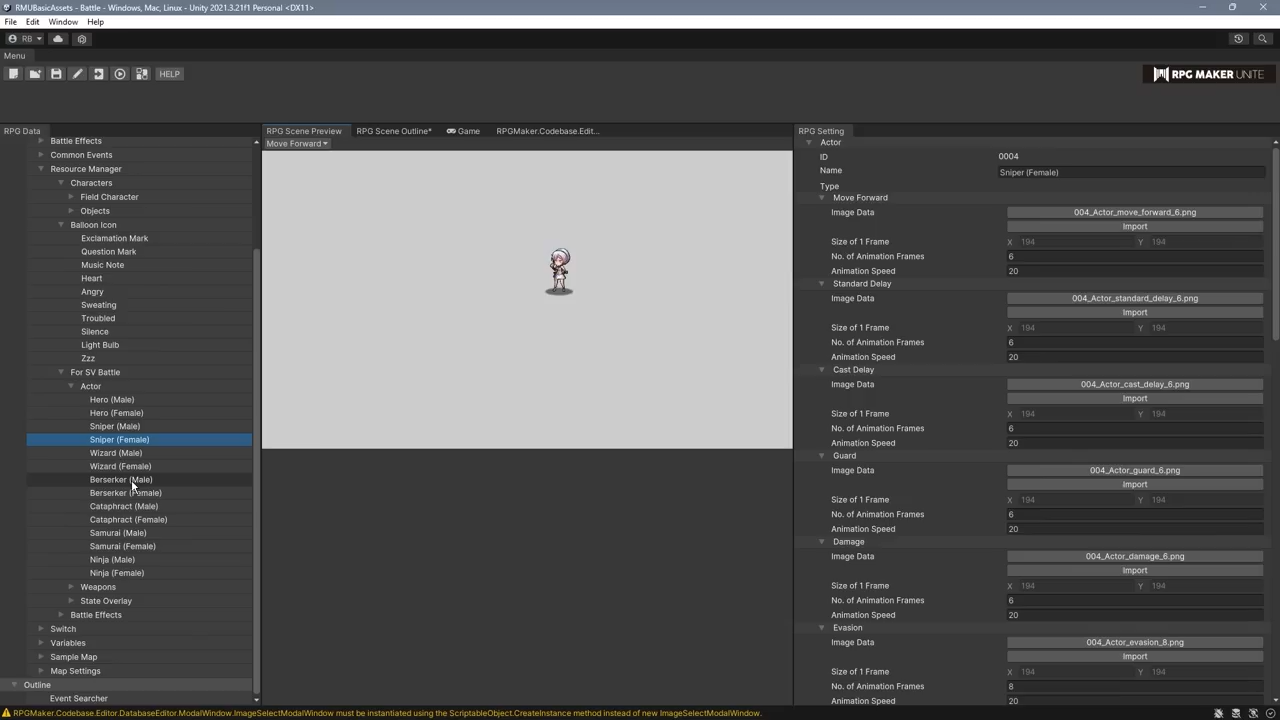 RMUBasicAssets - Battle - Windows, Mac, Linux - Unity 2021.3.21f1 Personal <DX11>
File Edit Window Help
RB
Menu
HELP
RPG MAKER UNITE
RPG Data
RPG Scene Preview RPG Scene Outline* Game RPGMaker.Codebase.Edit...
RPG Setting
Battle Effects
Common Events
Resource Manager
Characters
Field Character
Objects
Balloon Icon
Exclamation Mark
Question Mark
Music Note
Heart
Angry
Sweating
Troubled
Silence
Light Bulb
Zzz
For SV Battle
Actor
Hero (Male)
Hero (Female)
Sniper (Male)
Sniper (Female)
Wizard (Male)
Wizard (Female)
Berserker (Male)
Berserker (Female)
Cataphract (Male)
Cataphract (Female)
Samurai (Male)
Samurai (Female)
Ninja (Male)
Ninja (Female)
Weapons
State Overlay
Battle Effects
Switch
Variables
Sample Map
Map Settings
Outline
Event Searcher
Move Forward
Actor
ID 0004
Name Sniper (Female)
Type
Move Forward
Image Data 004_Actor_move_forward_6.png
Import
Size of 1 Frame X 194 Y 194
No. of Animation Frames 6
Animation Speed 20
Standard Delay
Image Data 004_Actor_standard_delay_6.png
Import
Size of 1 Frame X 194 Y 194
No. of Animation Frames 6
Animation Speed 20
Cast Delay
Image Data 004_Actor_cast_delay_6.png
Import
Size of 1 Frame X 194 Y 194
No. of Animation Frames 6
Animation Speed 20
Guard
Image Data 004_Actor_guard_6.png
Import
Size of 1 Frame X 194 Y 194
No. of Animation Frames 6
Animation Speed 20
Damage
Image Data 004_Actor_damage_6.png
Import
Size of 1 Frame X 194 Y 194
No. of Animation Frames 6
Animation Speed 20
Evasion
Image Data 004_Actor_evasion_8.png
Import
Size of 1 Frame X 194 Y 194
No. of Animation Frames 8
Animation Speed 20
RPGMaker.Codebase.Editor.DatabaseEditor.ModalWindow.ImageSelectModalWindow must be instantiated using the ScriptableObject.CreateInstance method instead of new ImageSelectModalWindow.